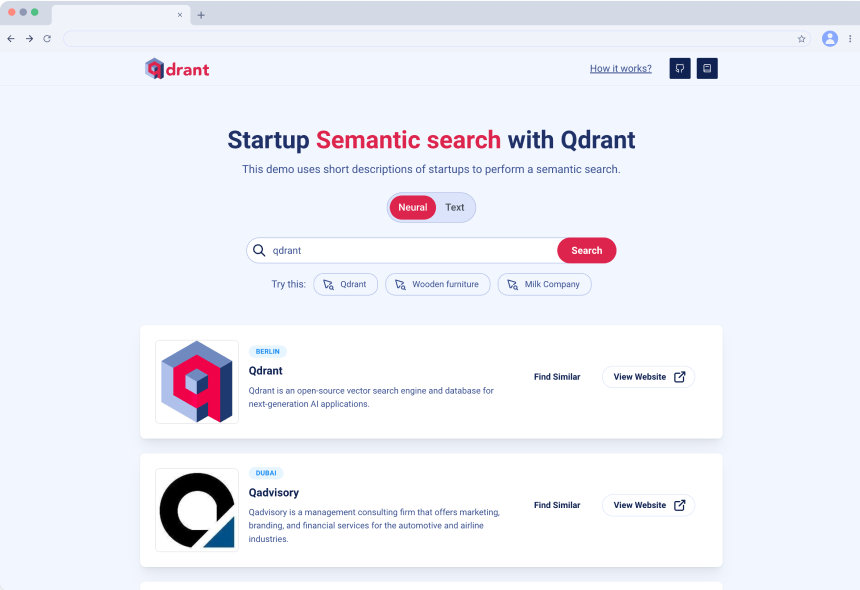 drant
How it works?
Startup Semantic search with Qdrant
This demo uses short descriptions of startups to perform a semantic search.
Neural
Text
qdrant
Search
Try this:
Qdrant
Wooden furniture
Milk Company
BERLIN
Qdrant
Qdrant is an open-source vector search engine and database for
next-generation AI applications.
Find Similar
View Website
DUBAI
Qadvisory
Qadvisory is a management consulting firm that offers marketing,
branding, and financial services for the automotive and airline
industries.
Find Similar
View Website